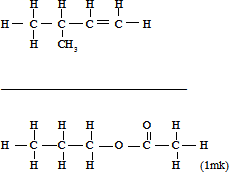 H H H H
H — C — C — C = C — H
H CH₃
H H H O H
H — C — C — C — O — C — C — H
H H H H (1mk)